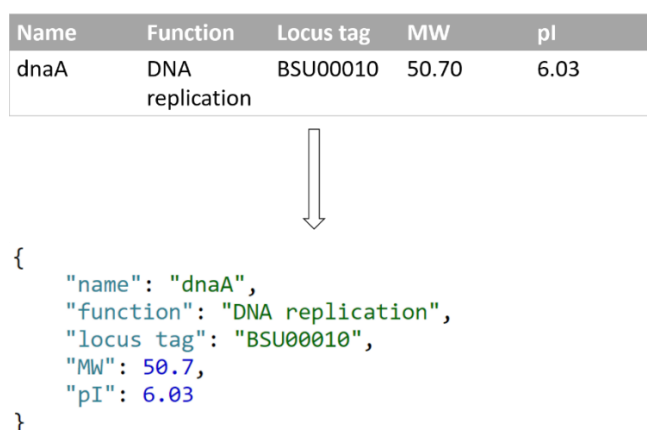 Name Function Locus tag MW pI
dnaA DNA BSU00010 50.70 6.03
replication
{
    "name": "dnaA",
    "function": "DNA replication",
    "locus tag": "BSU00010",
    "MW": 50.7,
    "pI": 6.03
}